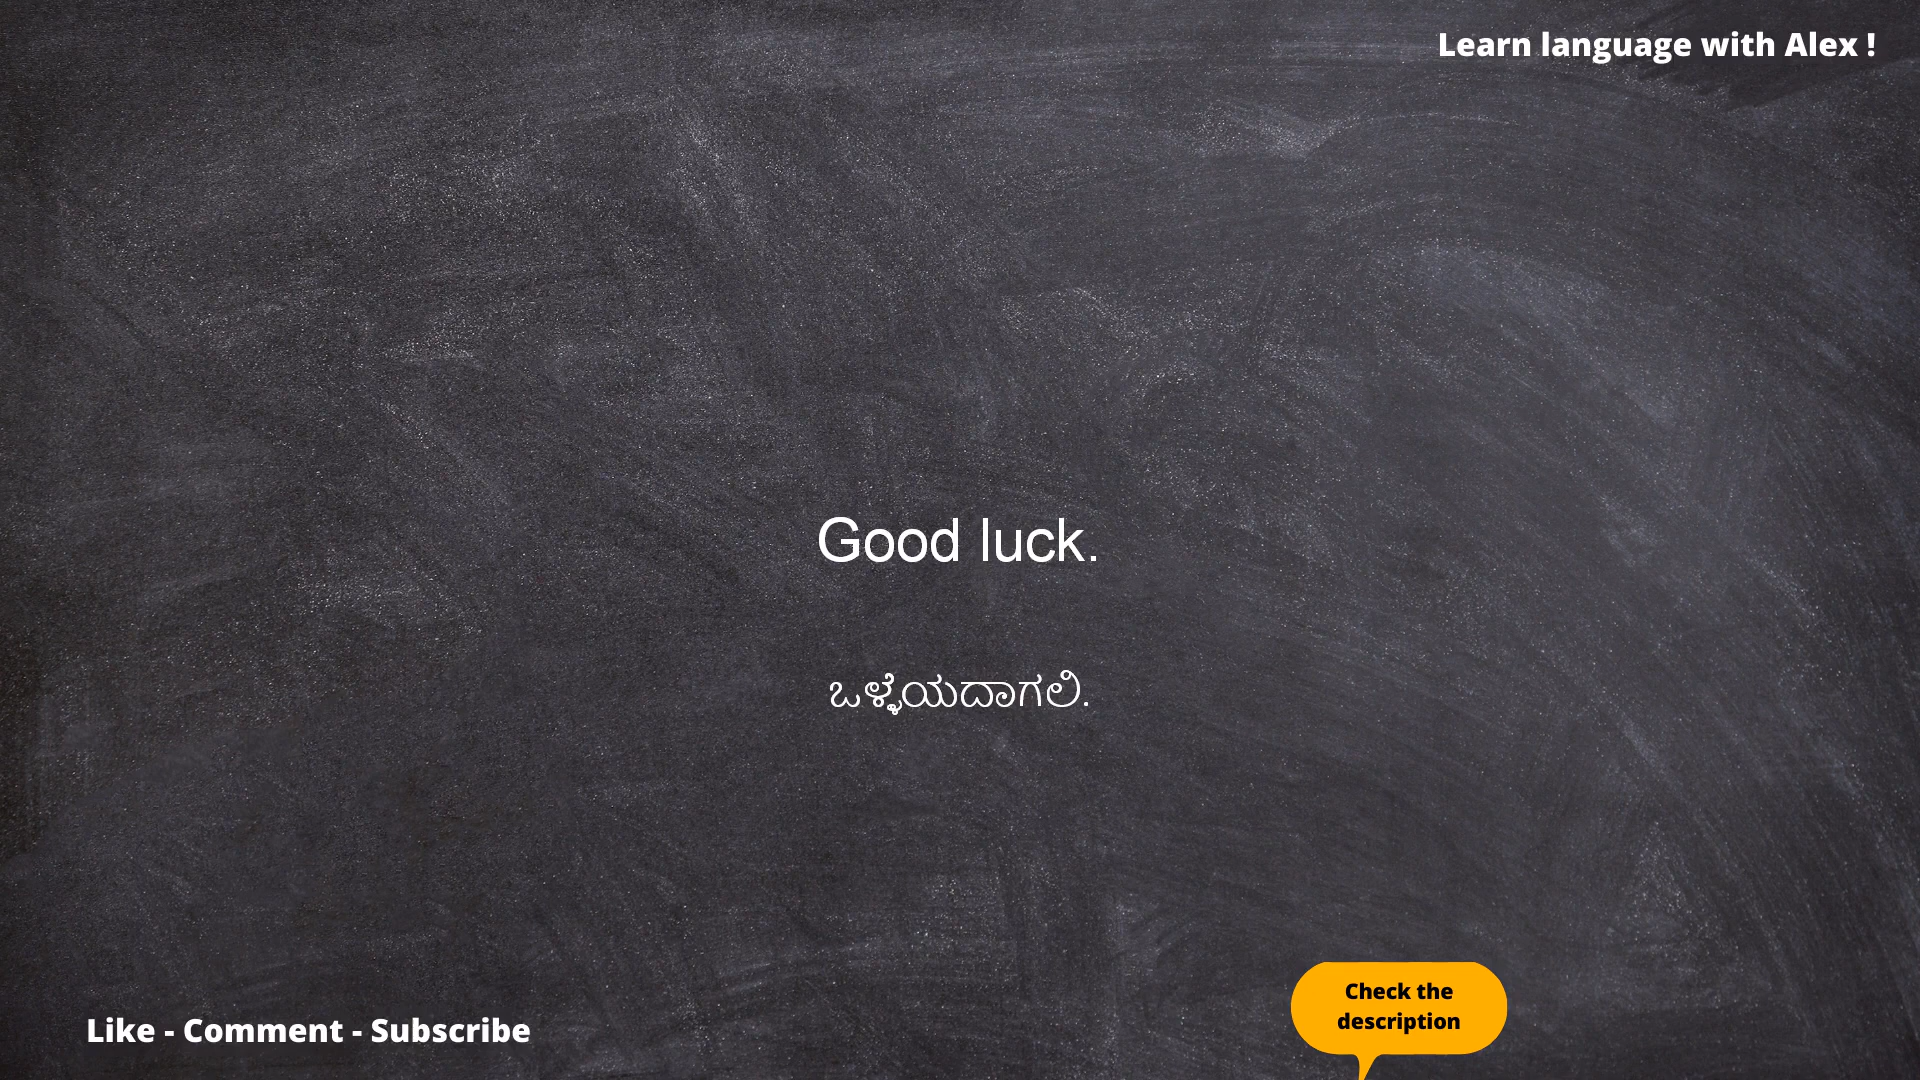 Learn language with Alex !
Good luck.
ಒಳ್ಳೆಯದಾಗಲಿ.
Check the
description
Like - Comment - Subscribe